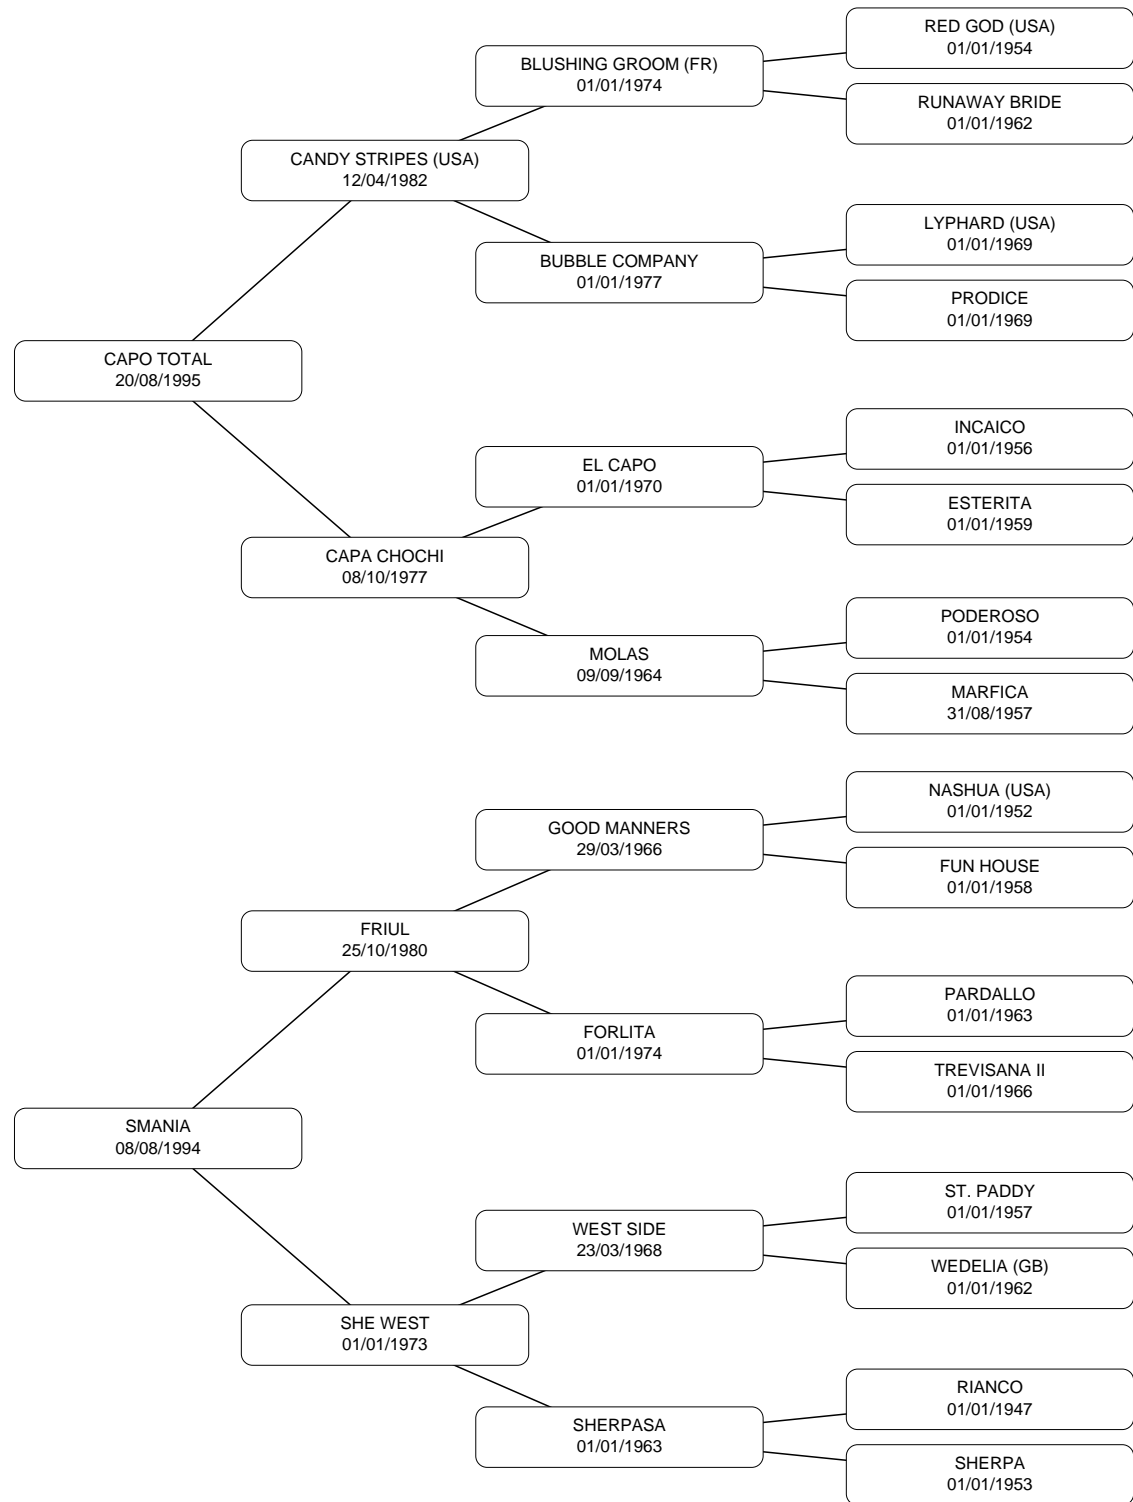 RED GOD (USA)
01/01/1954
BLUSHING GROOM (FR)
01/01/1974
RUNAWAY BRIDE
01/01/1962
CANDY STRIPES (USA)
12/04/1982
LYPHARD (USA)
01/01/1969
BUBBLE COMPANY
01/01/1977
PRODICE
01/01/1969
CAPO TOTAL
20/08/1995
INCAICO
01/01/1956
EL CAPO
01/01/1970
ESTERITA
01/01/1959
CAPA CHOCHI
08/10/1977
PODEROSO
01/01/1954
MOLAS
09/09/1964
MARFICA
31/08/1957
NASHUA (USA)
01/01/1952
GOOD MANNERS
29/03/1966
FUN HOUSE
01/01/1958
FRIUL
25/10/1980
PARDALLO
01/01/1963
FORLITA
01/01/1974
TREVISANA II
01/01/1966
SMANIA
08/08/1994
ST. PADDY
01/01/1957
WEST SIDE
23/03/1968
WEDELIA (GB)
01/01/1962
SHE WEST
01/01/1973
RIANCO
01/01/1947
SHERPASA
01/01/1963
SHERPA
01/01/1953